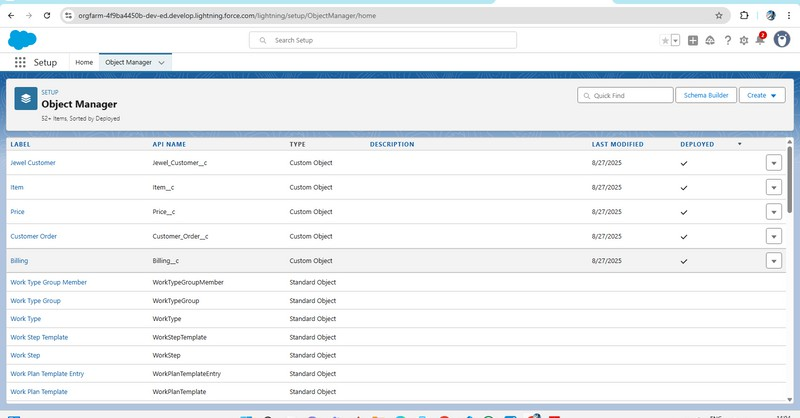 orgfarm-4f9ba4450b-dev-ed.develop.lightning.force.com/lightning/setup/ObjectManager/home
Search Setup
2
Setup Home Object Manager
SETUP
Object Manager
52+ Items, Sorted by Deployed
Quick Find Schema Builder Create
LABEL API NAME TYPE DESCRIPTION LAST MODIFIED DEPLOYED
Jewel Customer Jewel_Customer__c Custom Object 8/27/2025
Item Item__c Custom Object 8/27/2025
Price Price__c Custom Object 8/27/2025
Customer Order Customer_Order__c Custom Object 8/27/2025
Billing Billing__c Custom Object 8/27/2025
Work Type Group Member WorkTypeGroupMember Standard Object
Work Type Group WorkTypeGroup Standard Object
Work Type WorkType Standard Object
Work Step Template WorkStepTemplate Standard Object
Work Step WorkStep Standard Object
Work Plan Template Entry WorkPlanTemplateEntry Standard Object
Work Plan Template WorkPlanTemplate Standard Object